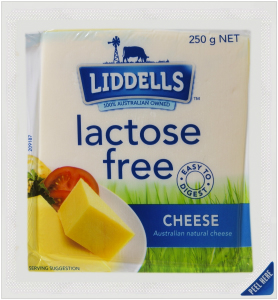 250 g NET
LIDDELLS
100% AUSTRALIAN OWNED
TM
lactose
free
EASY TO DIGEST
CHEESE
Australian natural cheese
SERVING SUGGESTION
PEEL HERE